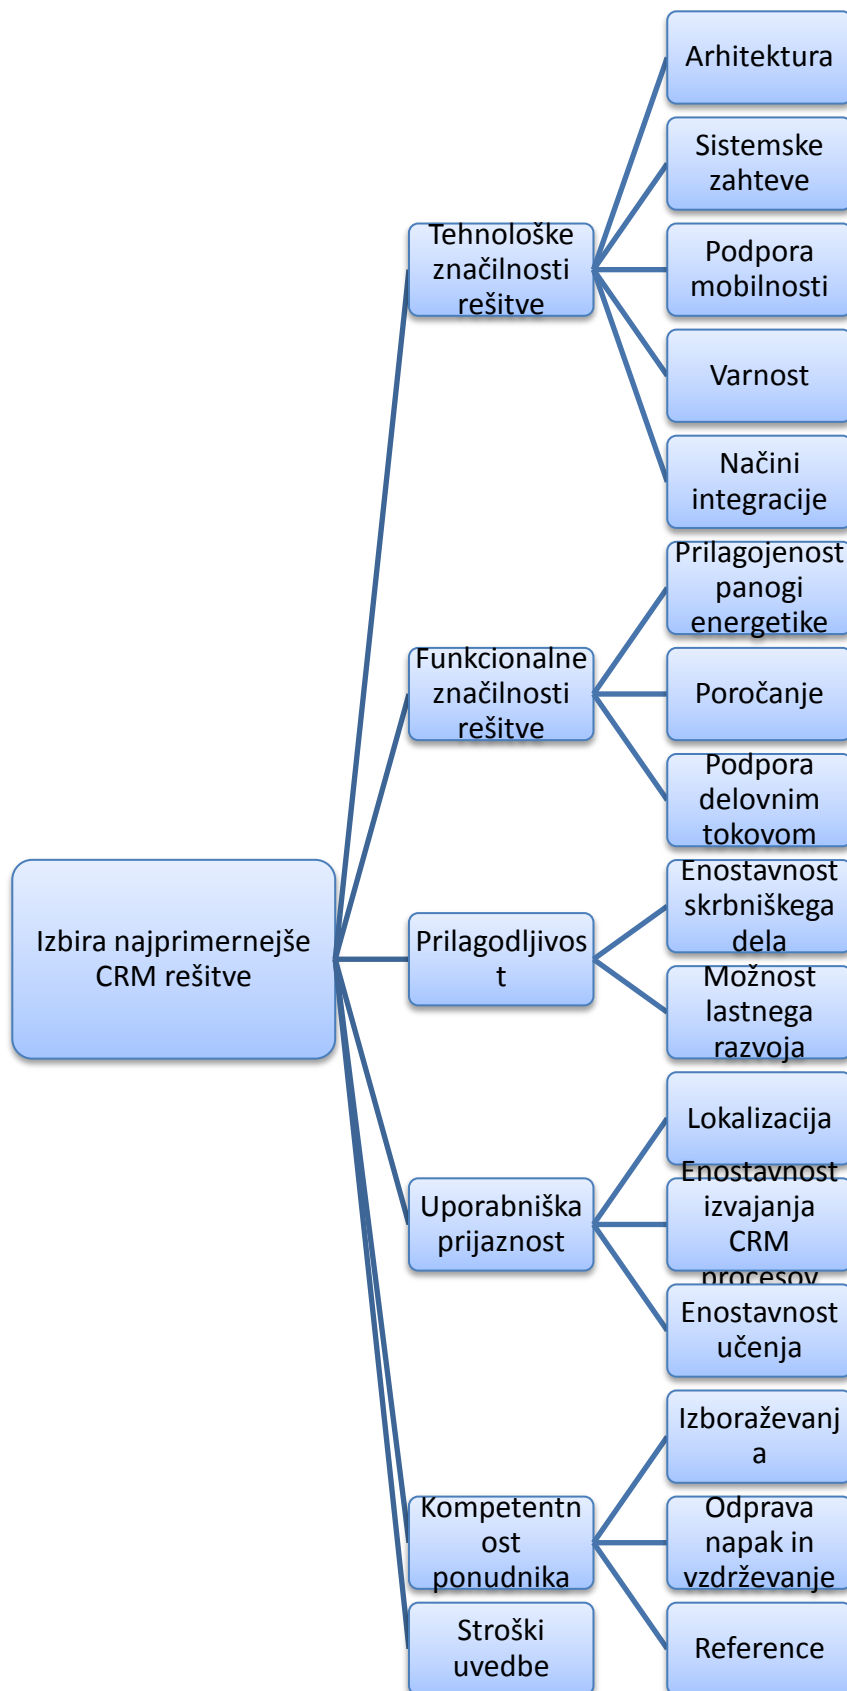 Izbira najprimernejše
CRM rešitve
Tehnološke
značilnosti
rešitve
Arhitektura
Sistemske
zahteve
Podpora
mobilnosti
Varnost
Načini
integracije
Funkcionalne
značilnosti
rešitve
Prilagojenost
panogi
energetike
Poročanje
Podpora
delovnim
tokovom
Prilagodljivos
t
Enostavnost
skrbniškega
dela
Možnost
lastnega
razvoja
Uporabniška
prijaznost
Lokalizacija
Enostavnost
izvajanja
CRM
procesov
Enostavnost
učenja
Kompetentn
ost
ponudnika
Izboraževanj
a
Odprava
napak in
vzdrževanje
Reference
Stroški
uvedbe